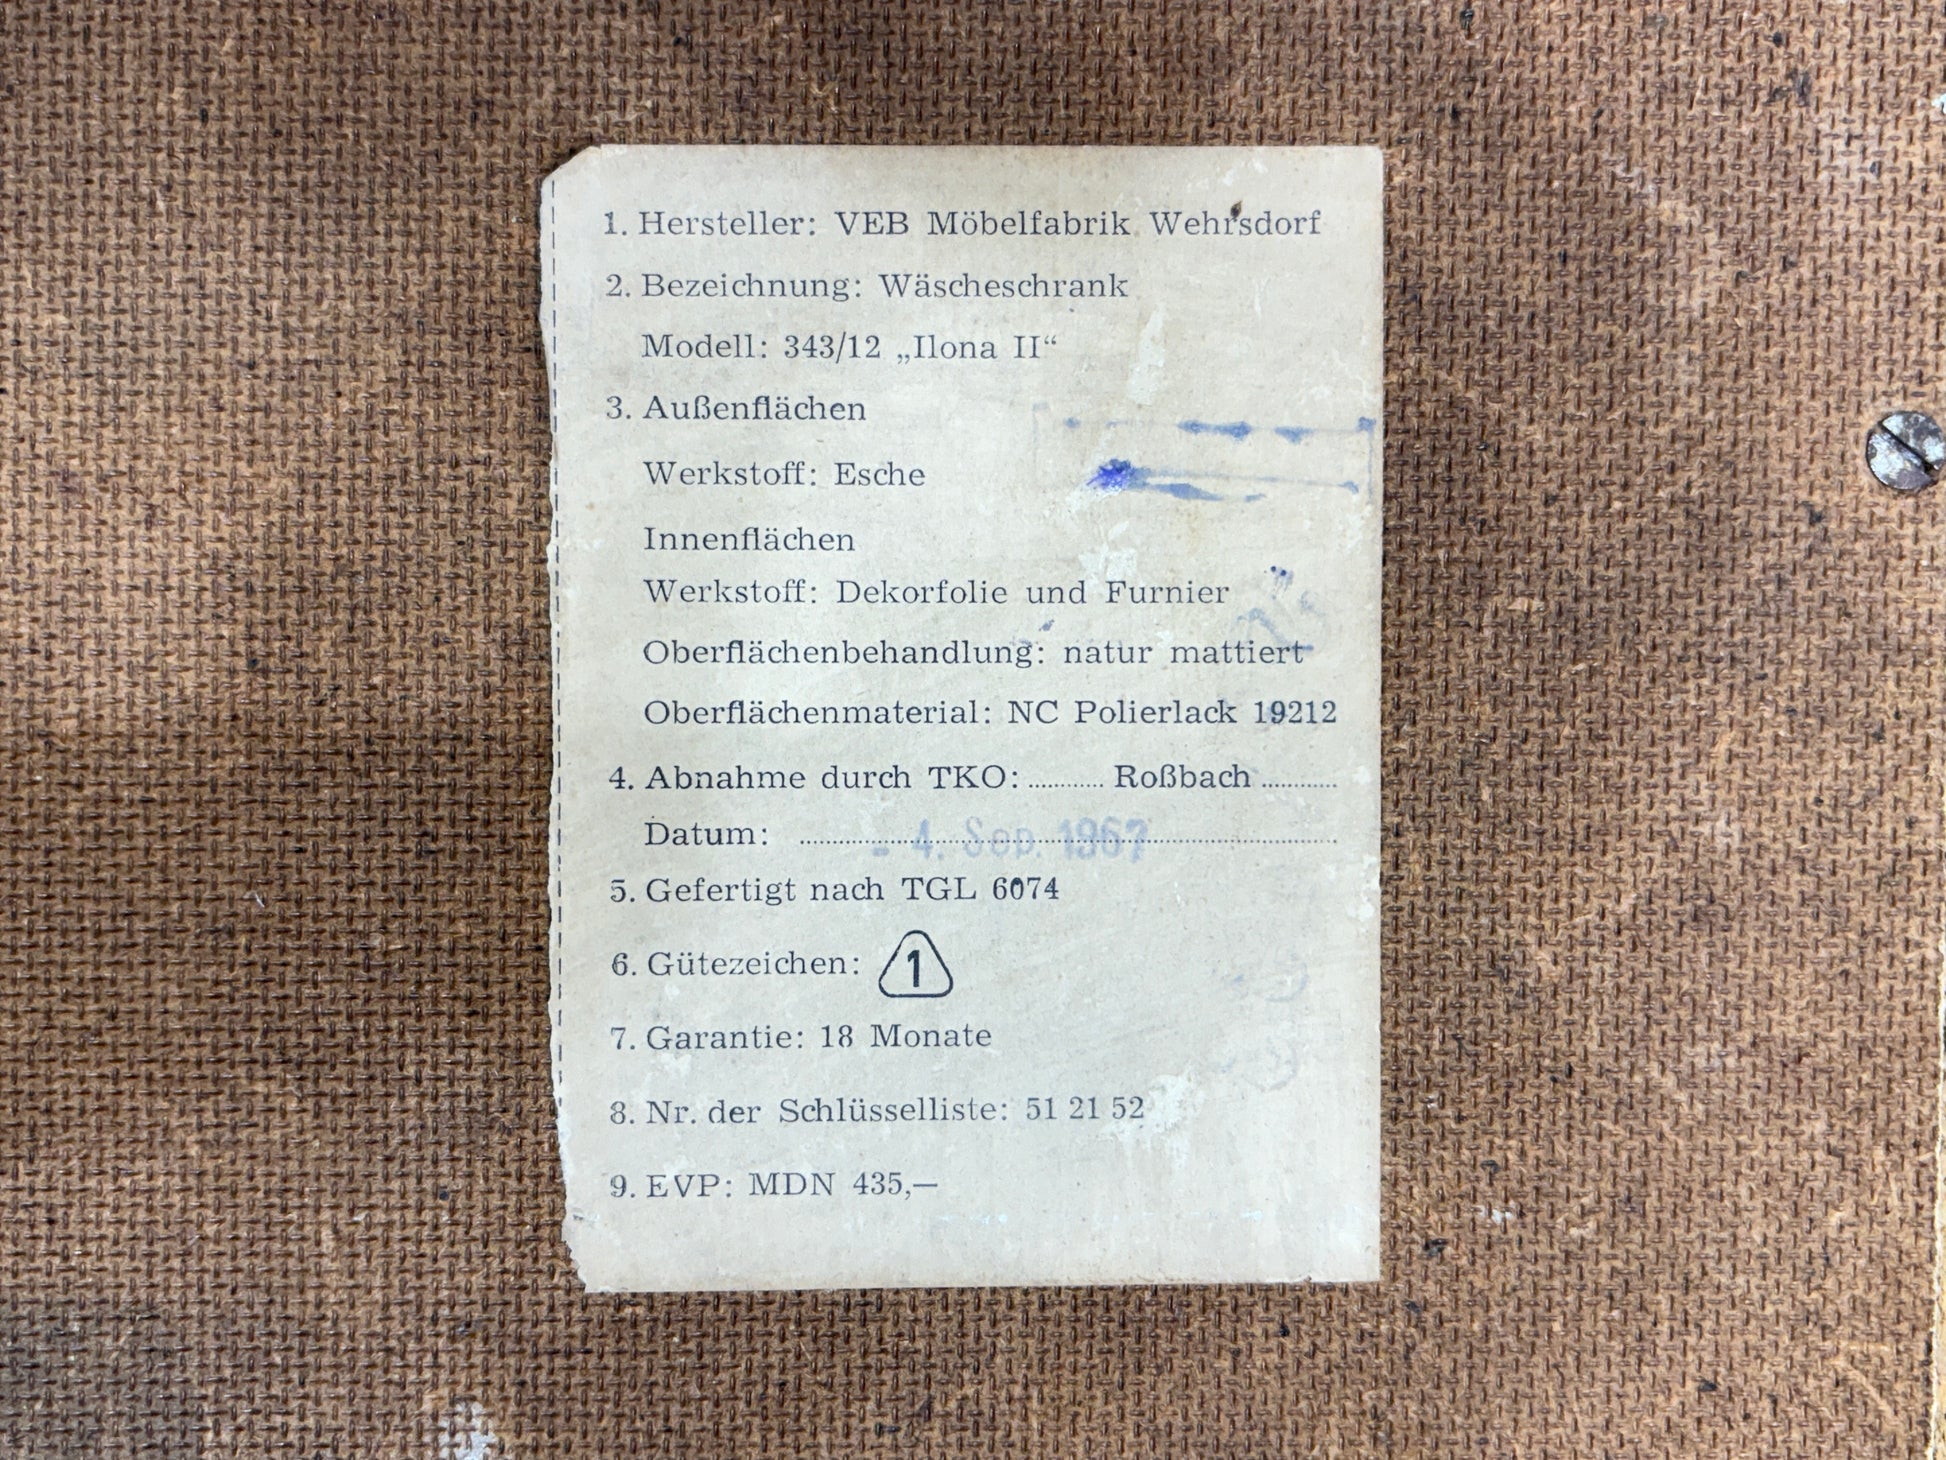 1. Hersteller: VEB Möbelfabrik Wehrsdorf
2. Bezeichnung: Wäscheschrank
Modell: 343/12 „Ilona II“
3. Außenflächen
Werkstoff: Esche
Innenflächen
Werkstoff: Dekorfolie und Furnier
Oberflächenbehandlung: natur mattiert
Oberflächenmaterial: NC Polierlack 19212
4. Abnahme durch TKO: .......... Roßbach ..........
Datum: - 4. Sep. 1967
5. Gefertigt nach TGL 6074
6. Gütezeichen: 1
7. Garantie: 18 Monate
8. Nr. der Schlüsselliste: 51 21 52
9. EVP: MDN 435,—